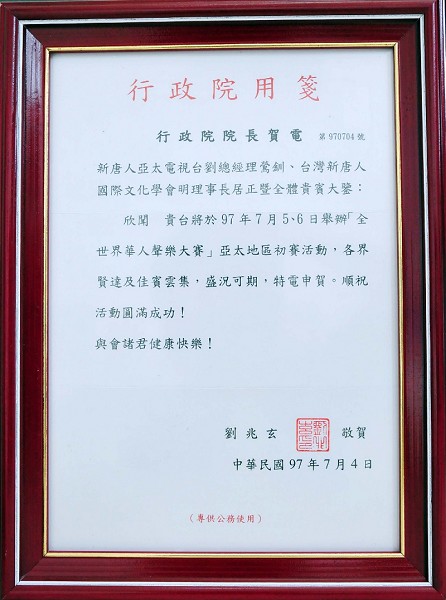 行政院用箋
行政院院長賀電 第970704號
新唐人亞太電視台劉總經理鶯釧、台灣新唐人
國際文化學會明理事長居正暨全體貴賓大鑒：
欣聞 貴台將於97年7月5、6日舉辦「全
世界華人聲樂大賽」亞太地區初賽活動，各界
賢達及佳賓雲集，盛況可期，特電申賀。順祝
活動圓滿成功！
與會諸君健康快樂！
劉兆玄 敬賀
中華民國97年7月4日
（專供公務使用）